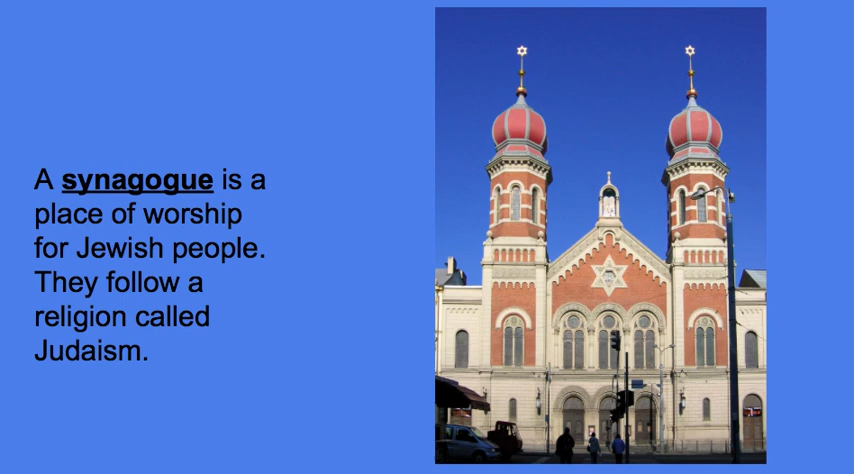 A synagogue is a
place of worship
for Jewish people.
They follow a
religion called
Judaism.